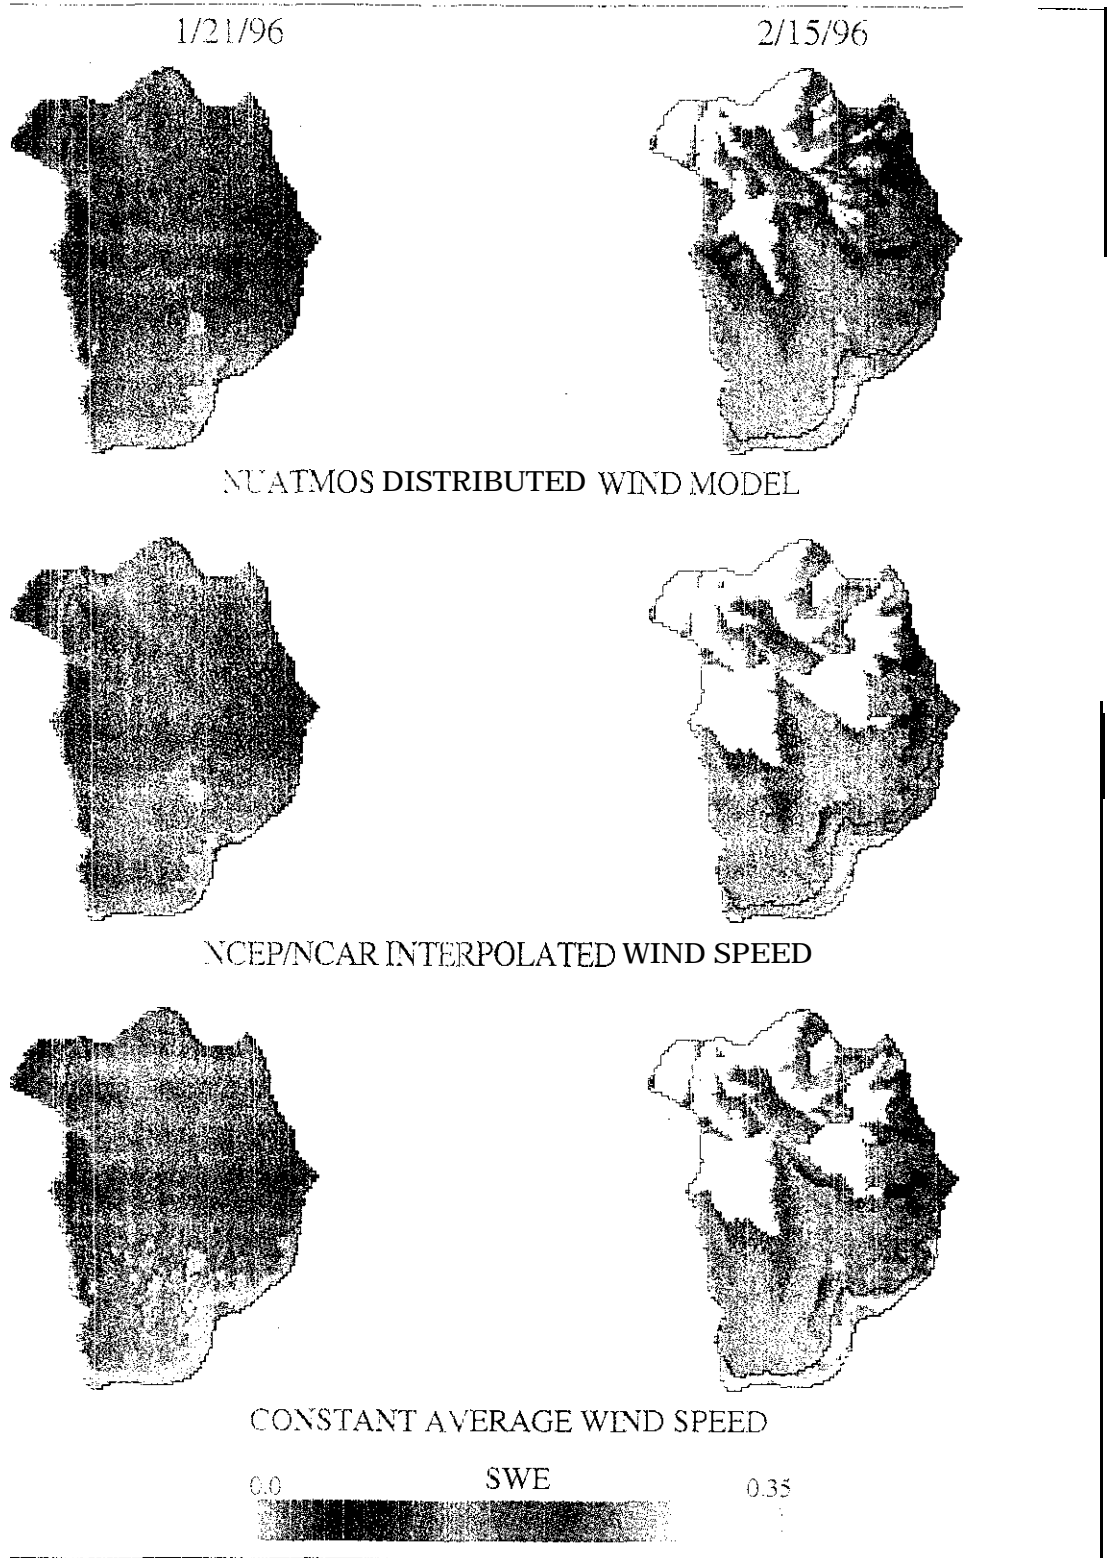 1/21/96 2/15/96
NUATMOS DISTRIBUTED WIND MODEL
NCEP/NCAR INTERPOLATED WIND SPEED
CONSTANT AVERAGE WIND SPEED
SWE
0.0 0.35